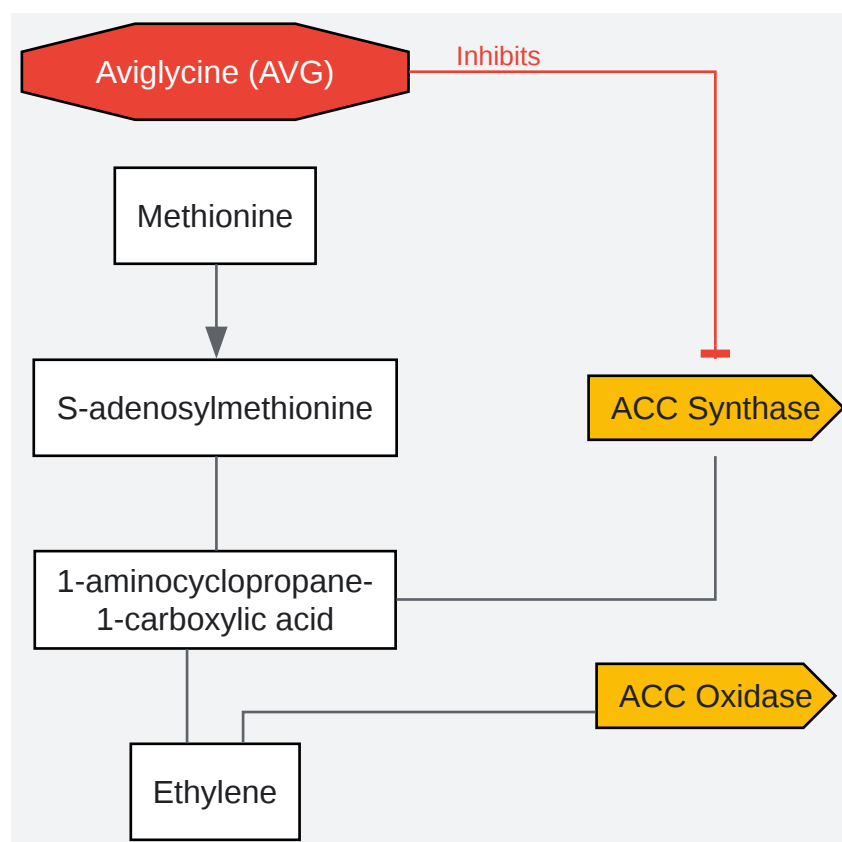 Aviglycine (AVG)
Inhibits
Methionine
S-adenosylmethionine
ACC Synthase
1-aminocyclopropane-
1-carboxylic acid
ACC Oxidase
Ethylene